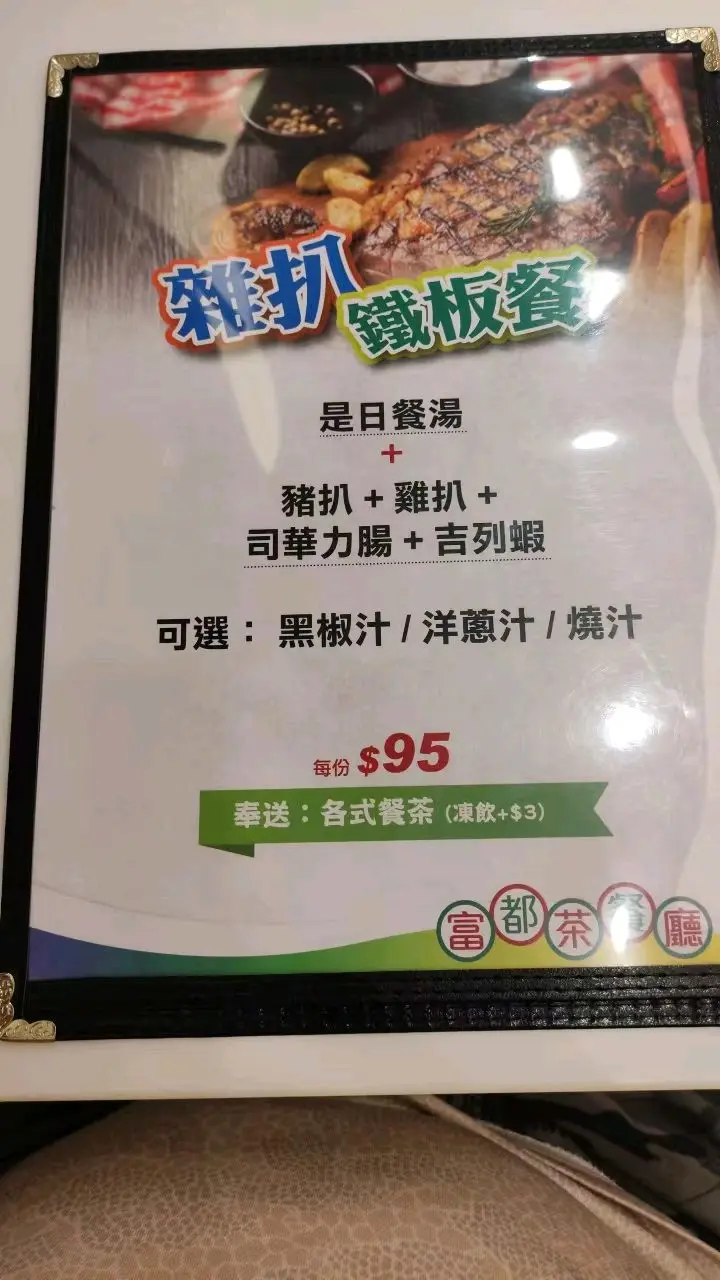 雜扒
鐵板餐
是日餐湯
+
豬扒 + 雞扒 +
司華力腸 + 吉列蝦
可選： 黑椒汁 / 洋蔥汁 / 燒汁
每份 $95
奉送：各式餐茶 (凍飲+$3)
富都茶餐廳